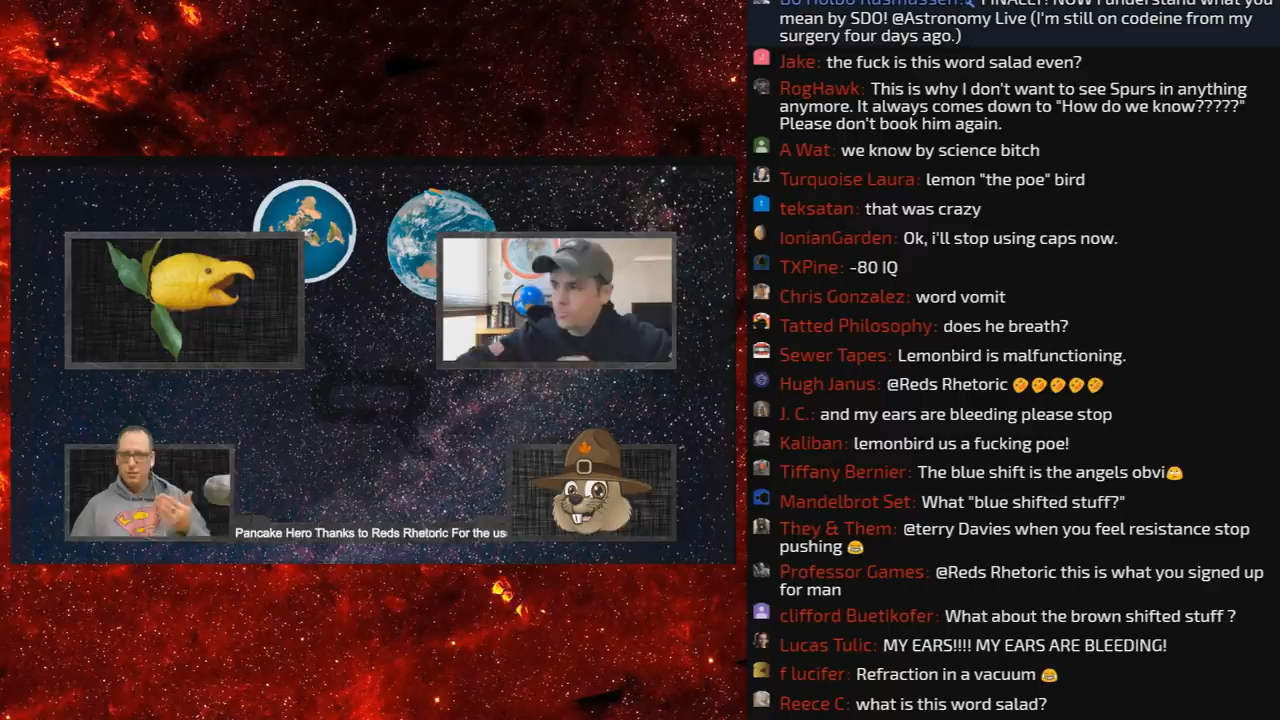 FINALLY! NOW I understand what you
mean by SDO! @Astronomy Live (I'm still on codeine from my
surgery four days ago.)
Jake: the fuck is this word salad even?
RogHawk: This is why I don't want to see Spurs in anything
anymore. It always comes down to "How do we know?????"
Please don't book him again.
A Wat: we know by science bitch
Turquoise Laura: lemon "the poe" bird
teksatan: that was crazy
IonianGarden: Ok, i'll stop using caps now.
TXPine: -80 IQ
Chris Gonzalez: word vomit
Tatted Philosophy: does he breath?
Sewer Tapes: Lemonbird is malfunctioning.
Hugh Janus: @Reds Rhetoric
J. C.: and my ears are bleeding please stop
Kaliban: lemonbird us a fucking poe!
Tiffany Bernier: The blue shift is the angels obvi
Mandelbrot Set: What "blue shifted stuff?"
They & Them: @terry Davies when you feel resistance stop
pushing 😂
Professor Games: @Reds Rhetoric this is what you signed up
for man
clifford Buetikofer: What about the brown shifted stuff ?
Lucas Tulic: MY EARS!!!! MY EARS ARE BLEEDING!
f lucifer: Refraction in a vacuum 😂
Reece C: what is this word salad?
Pancake Hero Thanks to Reds Rhetoric For the us